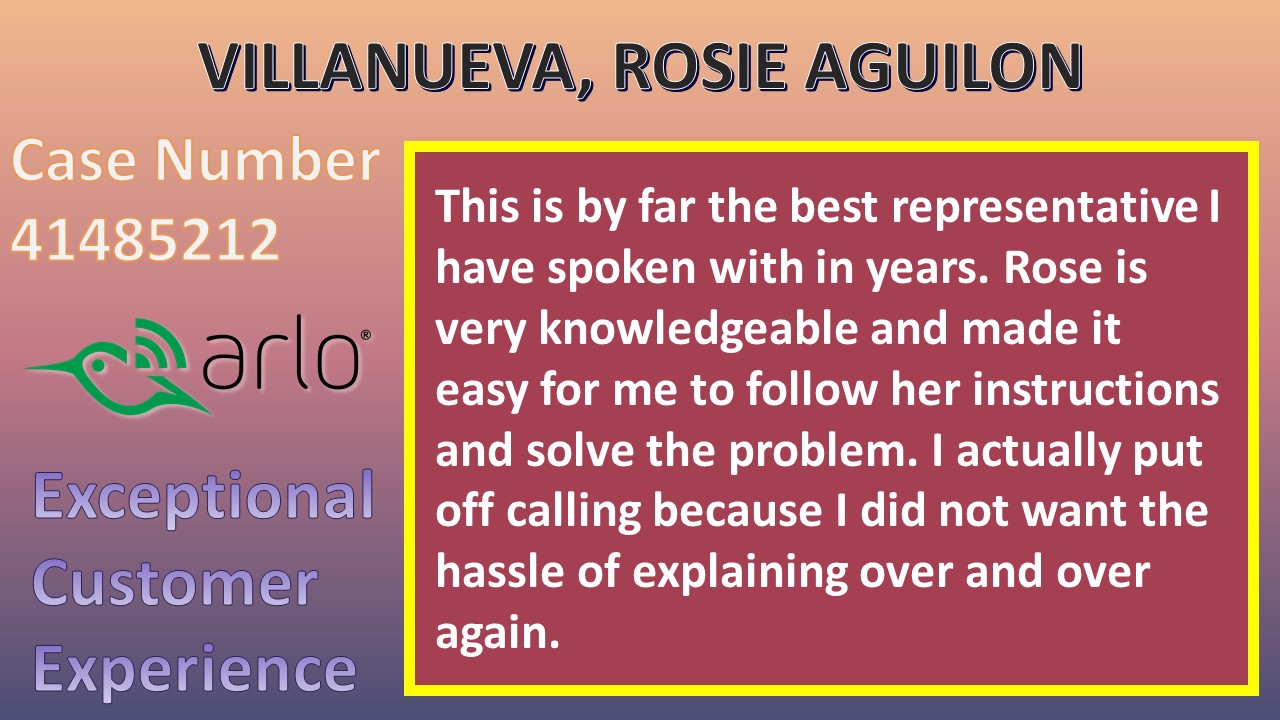 VILLANUEVA, ROSIE AGUILON
Case Number
41485212
arlo®
Exceptional
Customer
Experience
This is by far the best representative I
have spoken with in years. Rose is
very knowledgeable and made it
easy for me to follow her instructions
and solve the problem. I actually put
off calling because I did not want the
hassle of explaining over and over
again.